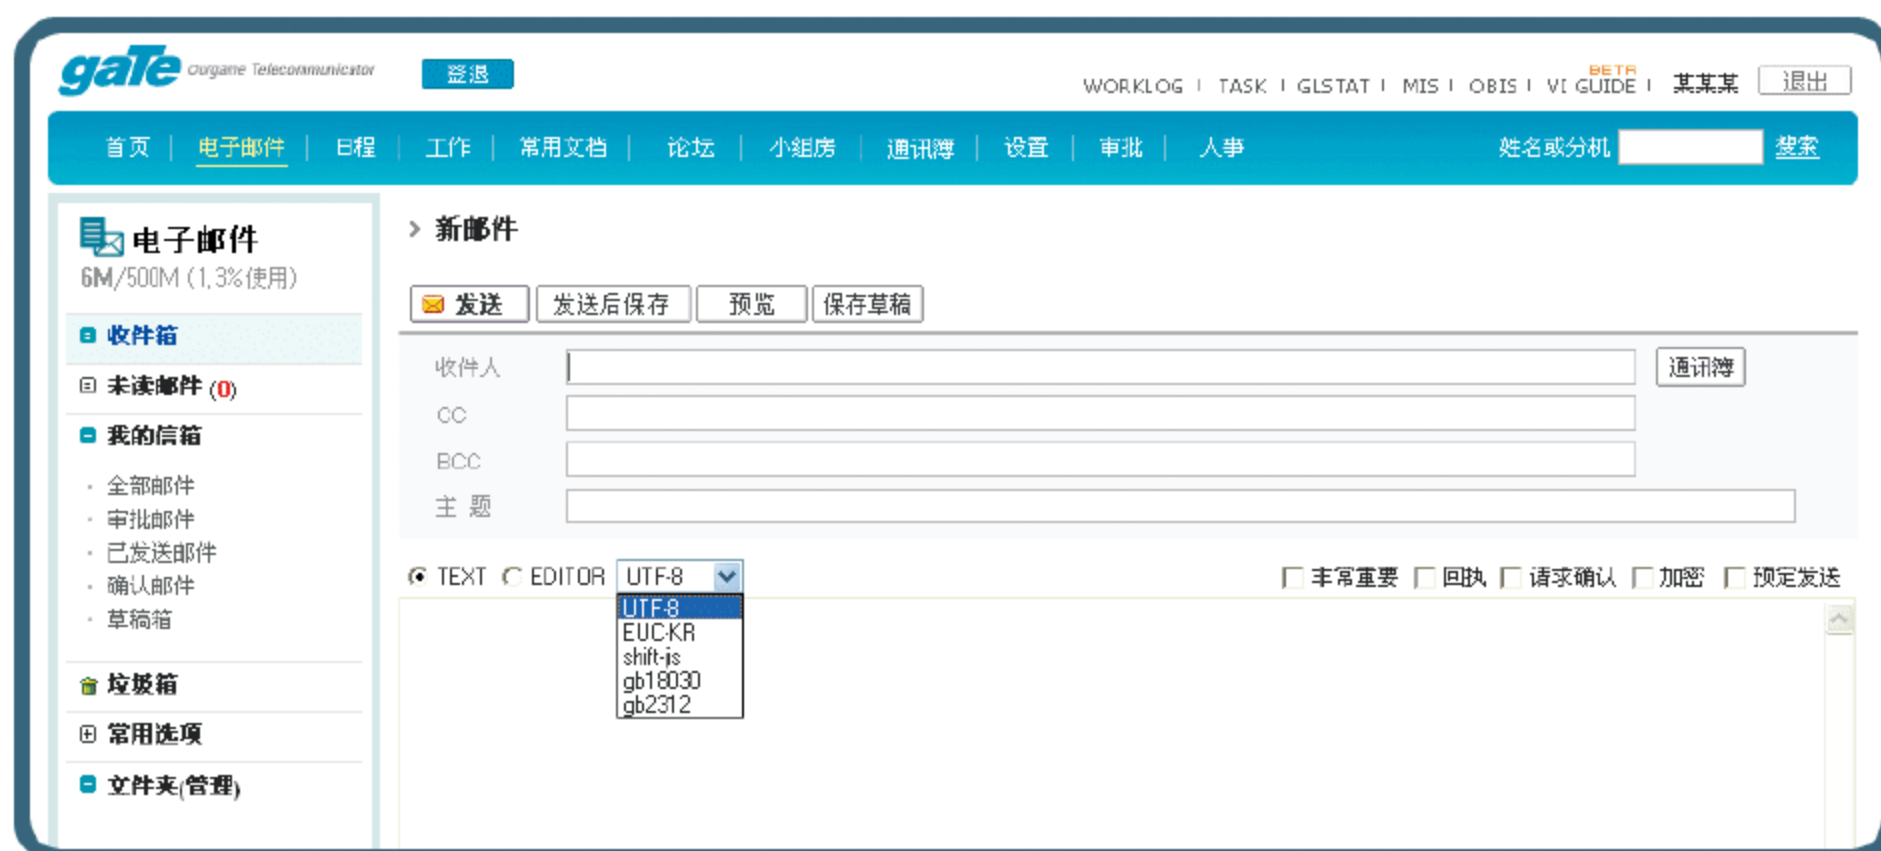 gaTe Ourgame Telecommunicator 登退
WORKLOG | TASK | GLSTAT | MIS | OBIS | VI GUIDE BETA | 某某某 退出
首页 | 电子邮件 | 日程 | 工作 | 常用文档 | 论坛 | 小组房 | 通讯簿 | 设置 | 审批 | 人事 姓名或分机 搜索
电子邮件
6M/500M (1,3%使用)
收件箱
未读邮件 (0)
我的信箱
· 全部邮件
· 审批邮件
· 已发送邮件
· 确认邮件
· 草稿箱
垃圾箱
常用选项
文件夹(管理)
> 新邮件
发送 发送后保存 预览 保存草稿
收件人 通讯簿
CC
BCC
主 题
TEXT EDITOR UTF-8 非常重要 回执 请求确认 加密 预定发送
UTF-8
EUC-KR
shift-jis
gb18030
gb2312